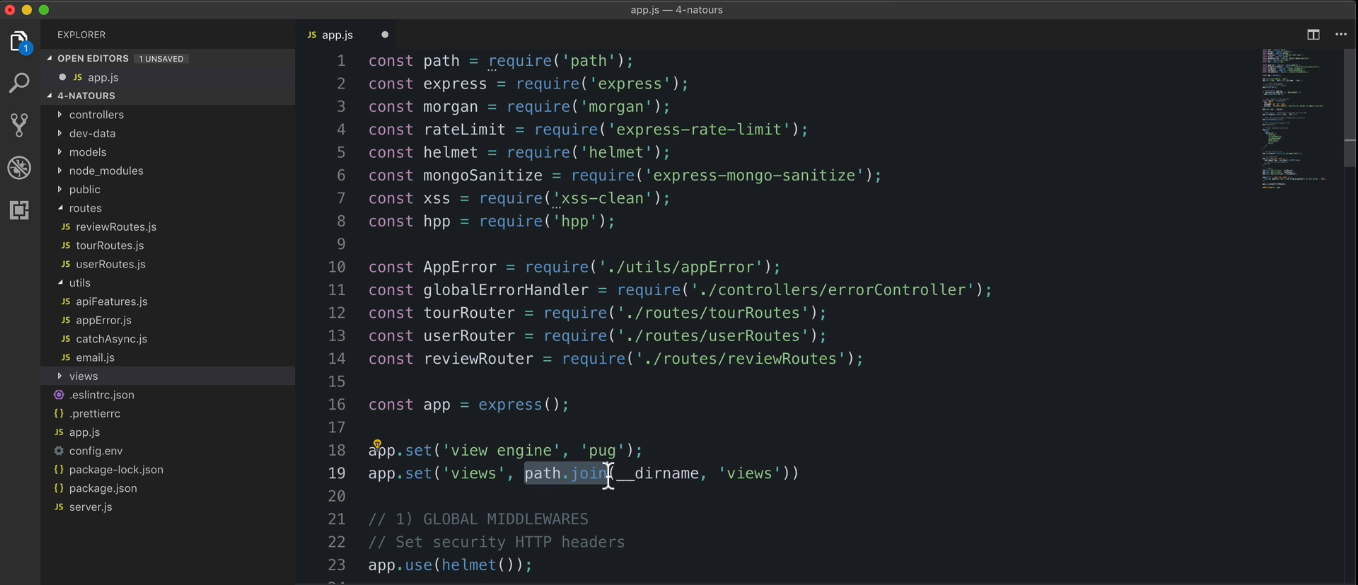 app.js — 4-natours
EXPLORER
OPEN EDITORS 1 UNSAVED
JS app.js
4-NATOURS
controllers
dev-data
models
node_modules
public
routes
JS reviewRoutes.js
JS tourRoutes.js
JS userRoutes.js
utils
JS apiFeatures.js
JS appError.js
JS catchAsync.js
JS email.js
views
.eslintrc.json
{} .prettierrc
JS app.js
config.env
{} package-lock.json
{} package.json
JS server.js
1
JS app.js
1 const path = require('path');
2 const express = require('express');
3 const morgan = require('morgan');
4 const rateLimit = require('express-rate-limit');
5 const helmet = require('helmet');
6 const mongoSanitize = require('express-mongo-sanitize');
7 const xss = require('xss-clean');
8 const hpp = require('hpp');
9
10 const AppError = require('./utils/appError');
11 const globalErrorHandler = require('./controllers/errorController');
12 const tourRouter = require('./routes/tourRoutes');
13 const userRouter = require('./routes/userRoutes');
14 const reviewRouter = require('./routes/reviewRoutes');
15
16 const app = express();
17
18 app.set('view engine', 'pug');
19 app.set('views', path.join(__dirname, 'views'))
20
21 // 1) GLOBAL MIDDLEWARES
22 // Set security HTTP headers
23 app.use(helmet());